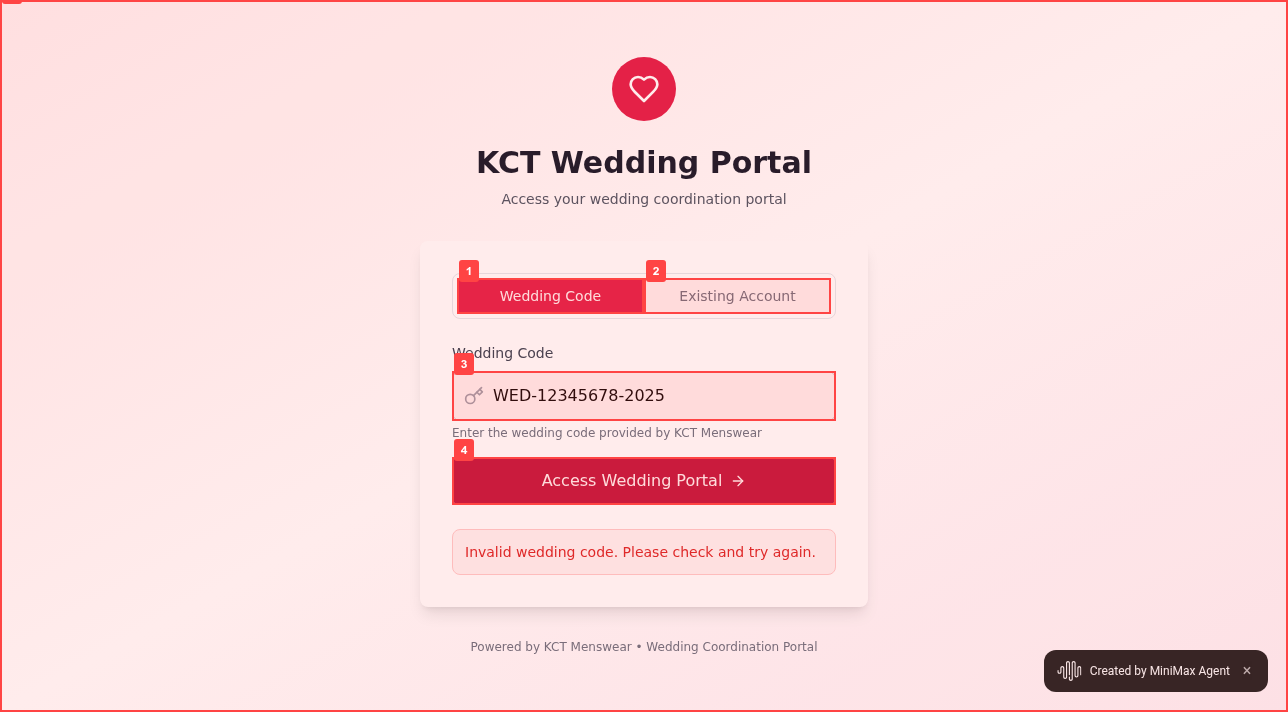 KCT Wedding Portal
Access your wedding coordination portal
1
2
Wedding Code
Existing Account
Wedding Code
3
WED-12345678-2025
Enter the wedding code provided by KCT Menswear
4
Access Wedding Portal →
Invalid wedding code. Please check and try again.
Powered by KCT Menswear • Wedding Coordination Portal
Created by MiniMax Agent ×